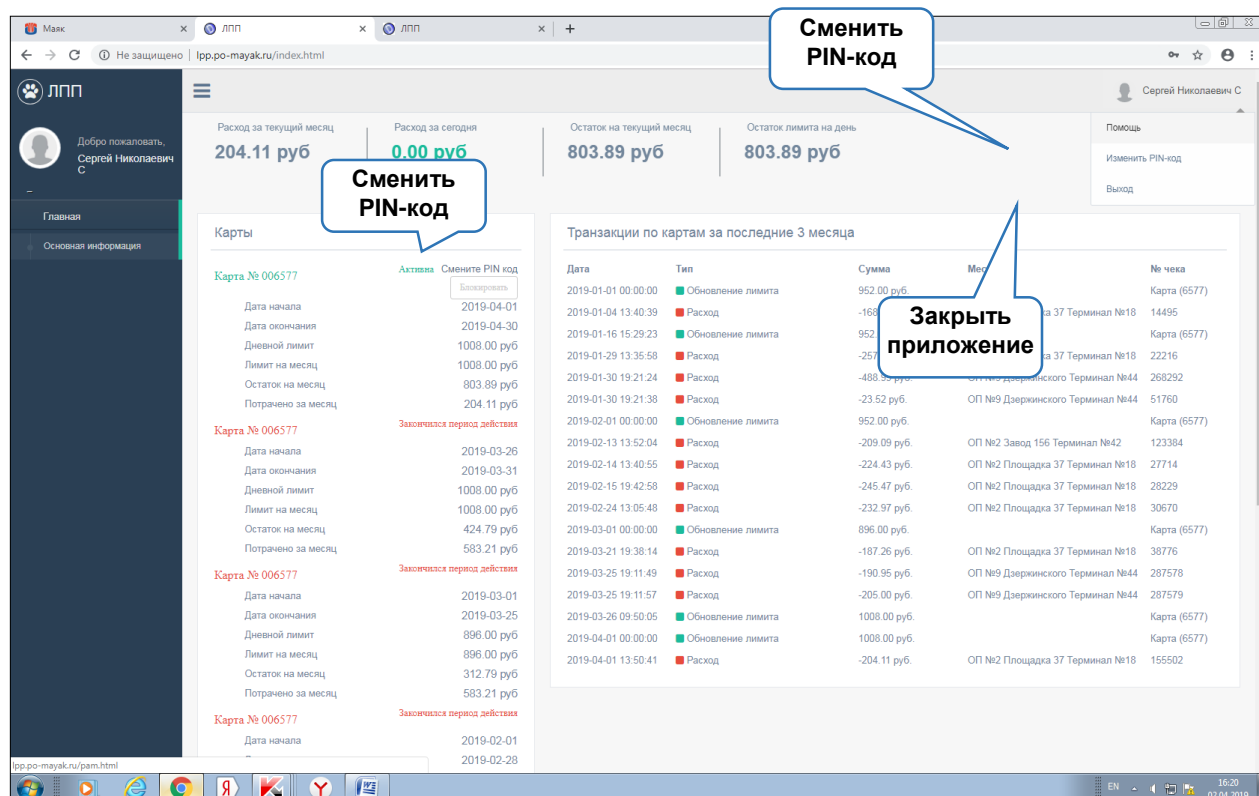 Маяк
ЛПП
ЛПП
Не защищено | lpp.po-mayak.ru/index.html
Сменить
PIN-код
ЛПП
Сергей Николаевич С
Добро пожаловать,
Сергей Николаевич
С
Главная
Основная информация
Расход за текущий месяц
204.11 руб
Расход за сегодня
0.00 руб
Остаток на текущий месяц
803.89 руб
Остаток лимита на день
803.89 руб
Помощь
Изменить PIN-код
Выход
Сменить
PIN-код
Закрыть
приложение
Карты
Карта № 006577 Активна Смените PIN код
Блокировать
Дата начала 2019-04-01
Дата окончания 2019-04-30
Дневной лимит 1008.00 руб
Лимит на месяц 1008.00 руб
Остаток на месяц 803.89 руб
Потрачено за месяц 204.11 руб
Карта № 006577 Закончился период действия
Дата начала 2019-03-26
Дата окончания 2019-03-31
Дневной лимит 1008.00 руб
Лимит на месяц 1008.00 руб
Остаток на месяц 424.79 руб
Потрачено за месяц 583.21 руб
Карта № 006577 Закончился период действия
Дата начала 2019-03-01
Дата окончания 2019-03-25
Дневной лимит 896.00 руб
Лимит на месяц 896.00 руб
Остаток на месяц 312.79 руб
Потрачено за месяц 583.21 руб
Карта № 006577 Закончился период действия
Дата начала 2019-02-01
2019-02-28
Транзакции по картам за последние 3 месяца
Дата Тип Сумма № чека
2019-01-01 00:00:00 Обновление лимита 952.00 руб. Карта (6577)
2019-01-04 13:40:39 Расход 37 Терминал №18 14495
2019-01-16 15:29:23 Обновление лимита Карта (6577)
2019-01-29 13:35:58 Расход 37 Терминал №18 22216
2019-01-30 19:21:24 Расход ОП №9 Дзержинского Терминал №44 268292
2019-01-30 19:21:38 Расход -23.52 руб. ОП №9 Дзержинского Терминал №44 51760
2019-02-01 00:00:00 Обновление лимита 952.00 руб. Карта (6577)
2019-02-13 13:52:04 Расход -209.09 руб. ОП №2 Завод 156 Терминал №42 123384
2019-02-14 13:40:55 Расход -224.43 руб. ОП №2 Площадка 37 Терминал №18 27714
2019-02-15 19:42:58 Расход -245.47 руб. ОП №2 Площадка 37 Терминал №18 28229
2019-02-24 13:05:48 Расход -232.97 руб. ОП №2 Площадка 37 Терминал №18 30670
2019-03-01 00:00:00 Обновление лимита 896.00 руб. Карта (6577)
2019-03-21 19:38:14 Расход -187.26 руб. ОП №2 Площадка 37 Терминал №18 38776
2019-03-25 19:11:49 Расход -190.95 руб. ОП №9 Дзержинского Терминал №44 287578
2019-03-25 19:11:57 Расход -205.00 руб. ОП №9 Дзержинского Терминал №44 287579
2019-03-26 09:50:05 Обновление лимита 1008.00 руб. Карта (6577)
2019-04-01 00:00:00 Обновление лимита 1008.00 руб. Карта (6577)
2019-04-01 13:50:41 Расход -204.11 руб. ОП №2 Площадка 37 Терминал №18 155502
lpp.po-mayak.ru/pam.html
EN
16:20
02.04.2019